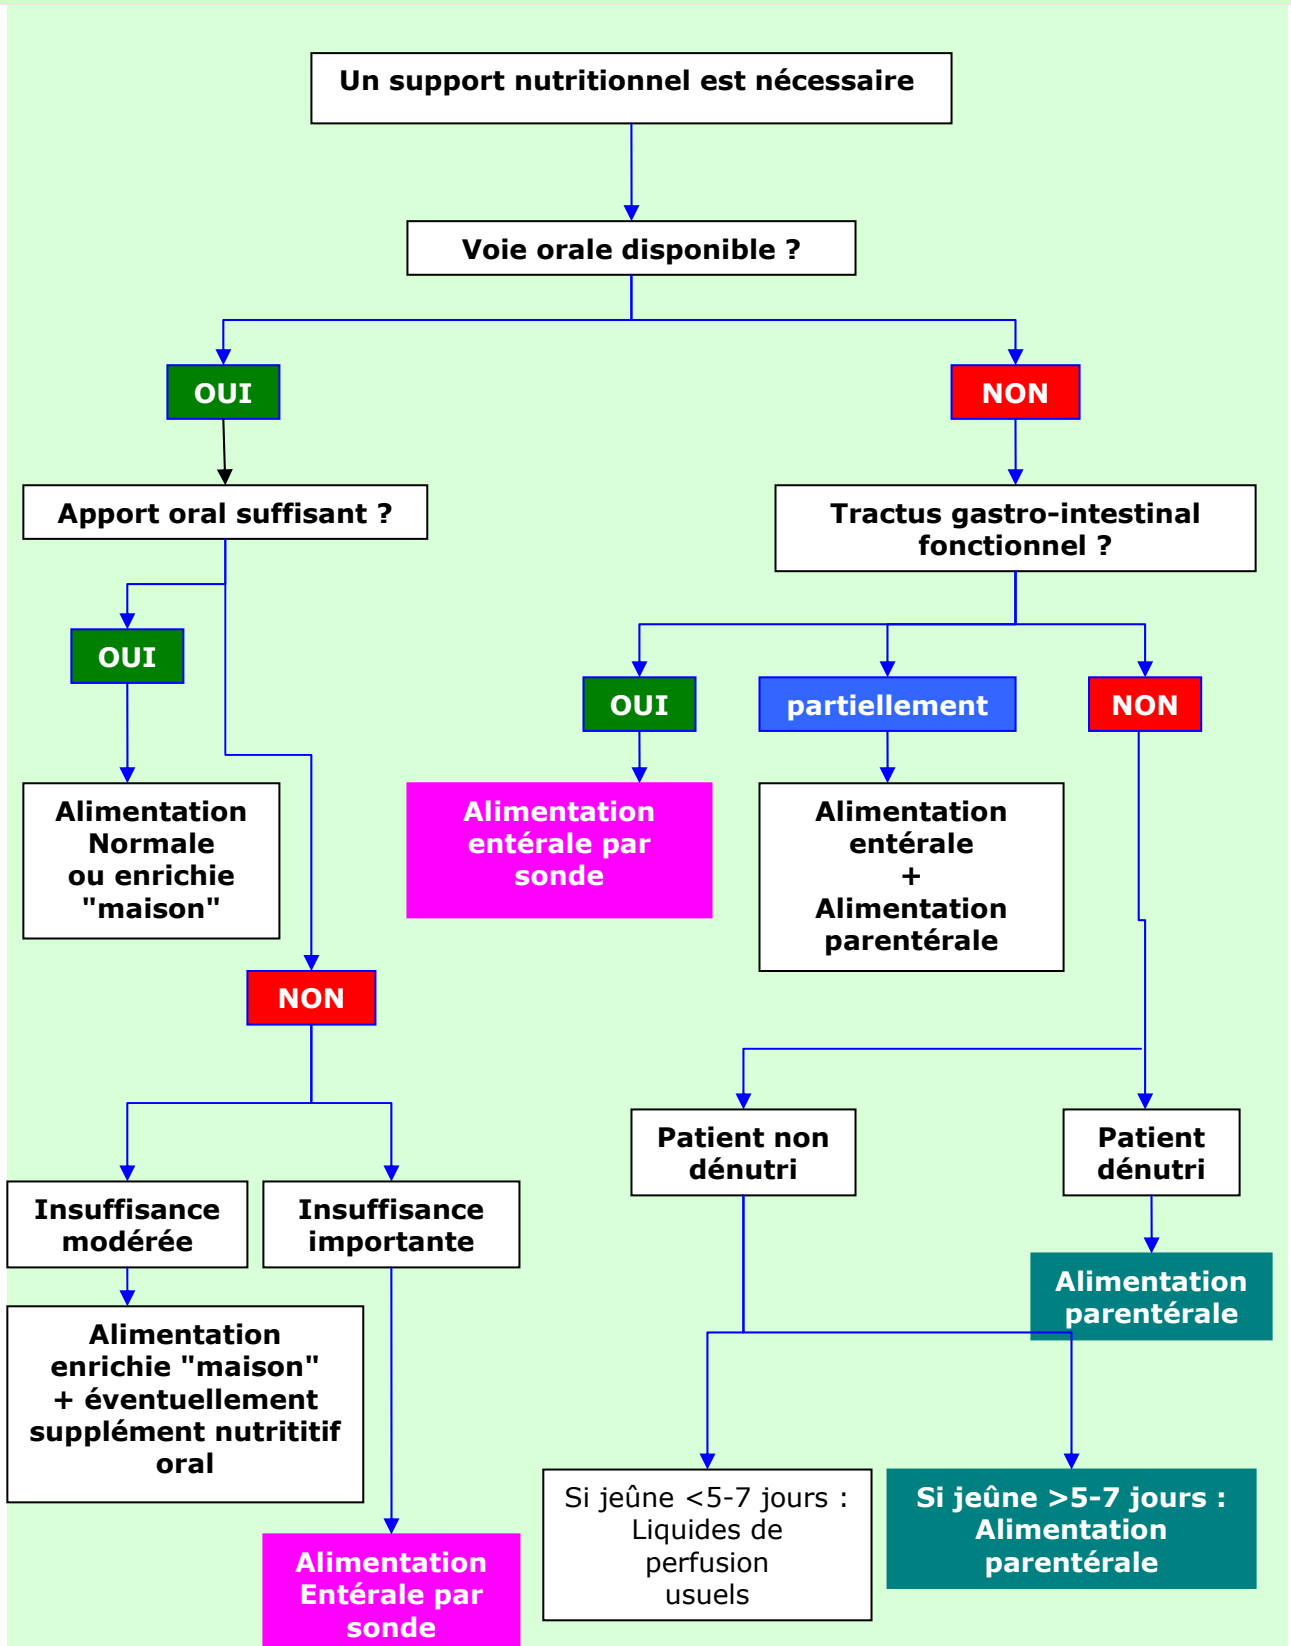 Un support nutritionnel est nécessaire
Voie orale disponible ?
OUI
NON
Apport oral suffisant ?
Tractus gastro-intestinal
fonctionnel ?
OUI
OUI
partiellement
NON
Alimentation
Normale
ou enrichie
"maison"
Alimentation
entérale par
sonde
Alimentation
entérale
+
Alimentation
parentérale
NON
Patient non
dénutri
Patient
dénutri
Insuffisance
modérée
Insuffisance
importante
Alimentation
parentérale
Alimentation
enrichie "maison"
+ éventuellement
supplément nutrititif
oral
Si jeûne <5-7 jours :
Liquides de
perfusion
usuels
Si jeûne >5-7 jours :
Alimentation
parentérale
Alimentation
Entérale par
sonde